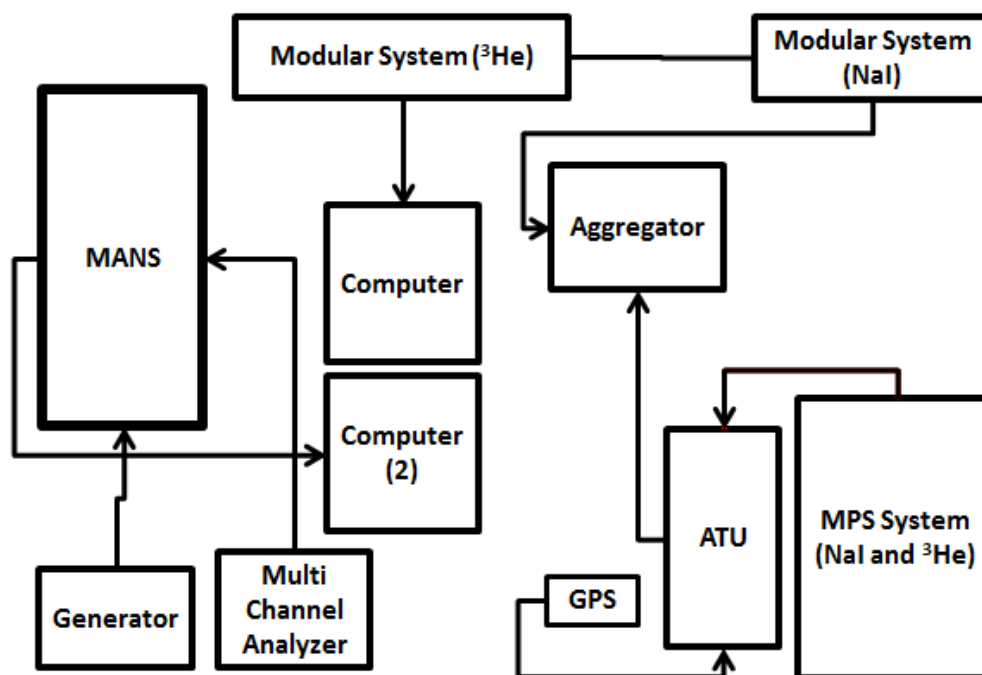 Modular System (³He)
Modular System
(NaI)
MANS
Aggregator
Computer
Computer
(2)
ATU
MPS System
(NaI and ³He)
Generator
Multi
Channel
Analyzer
GPS